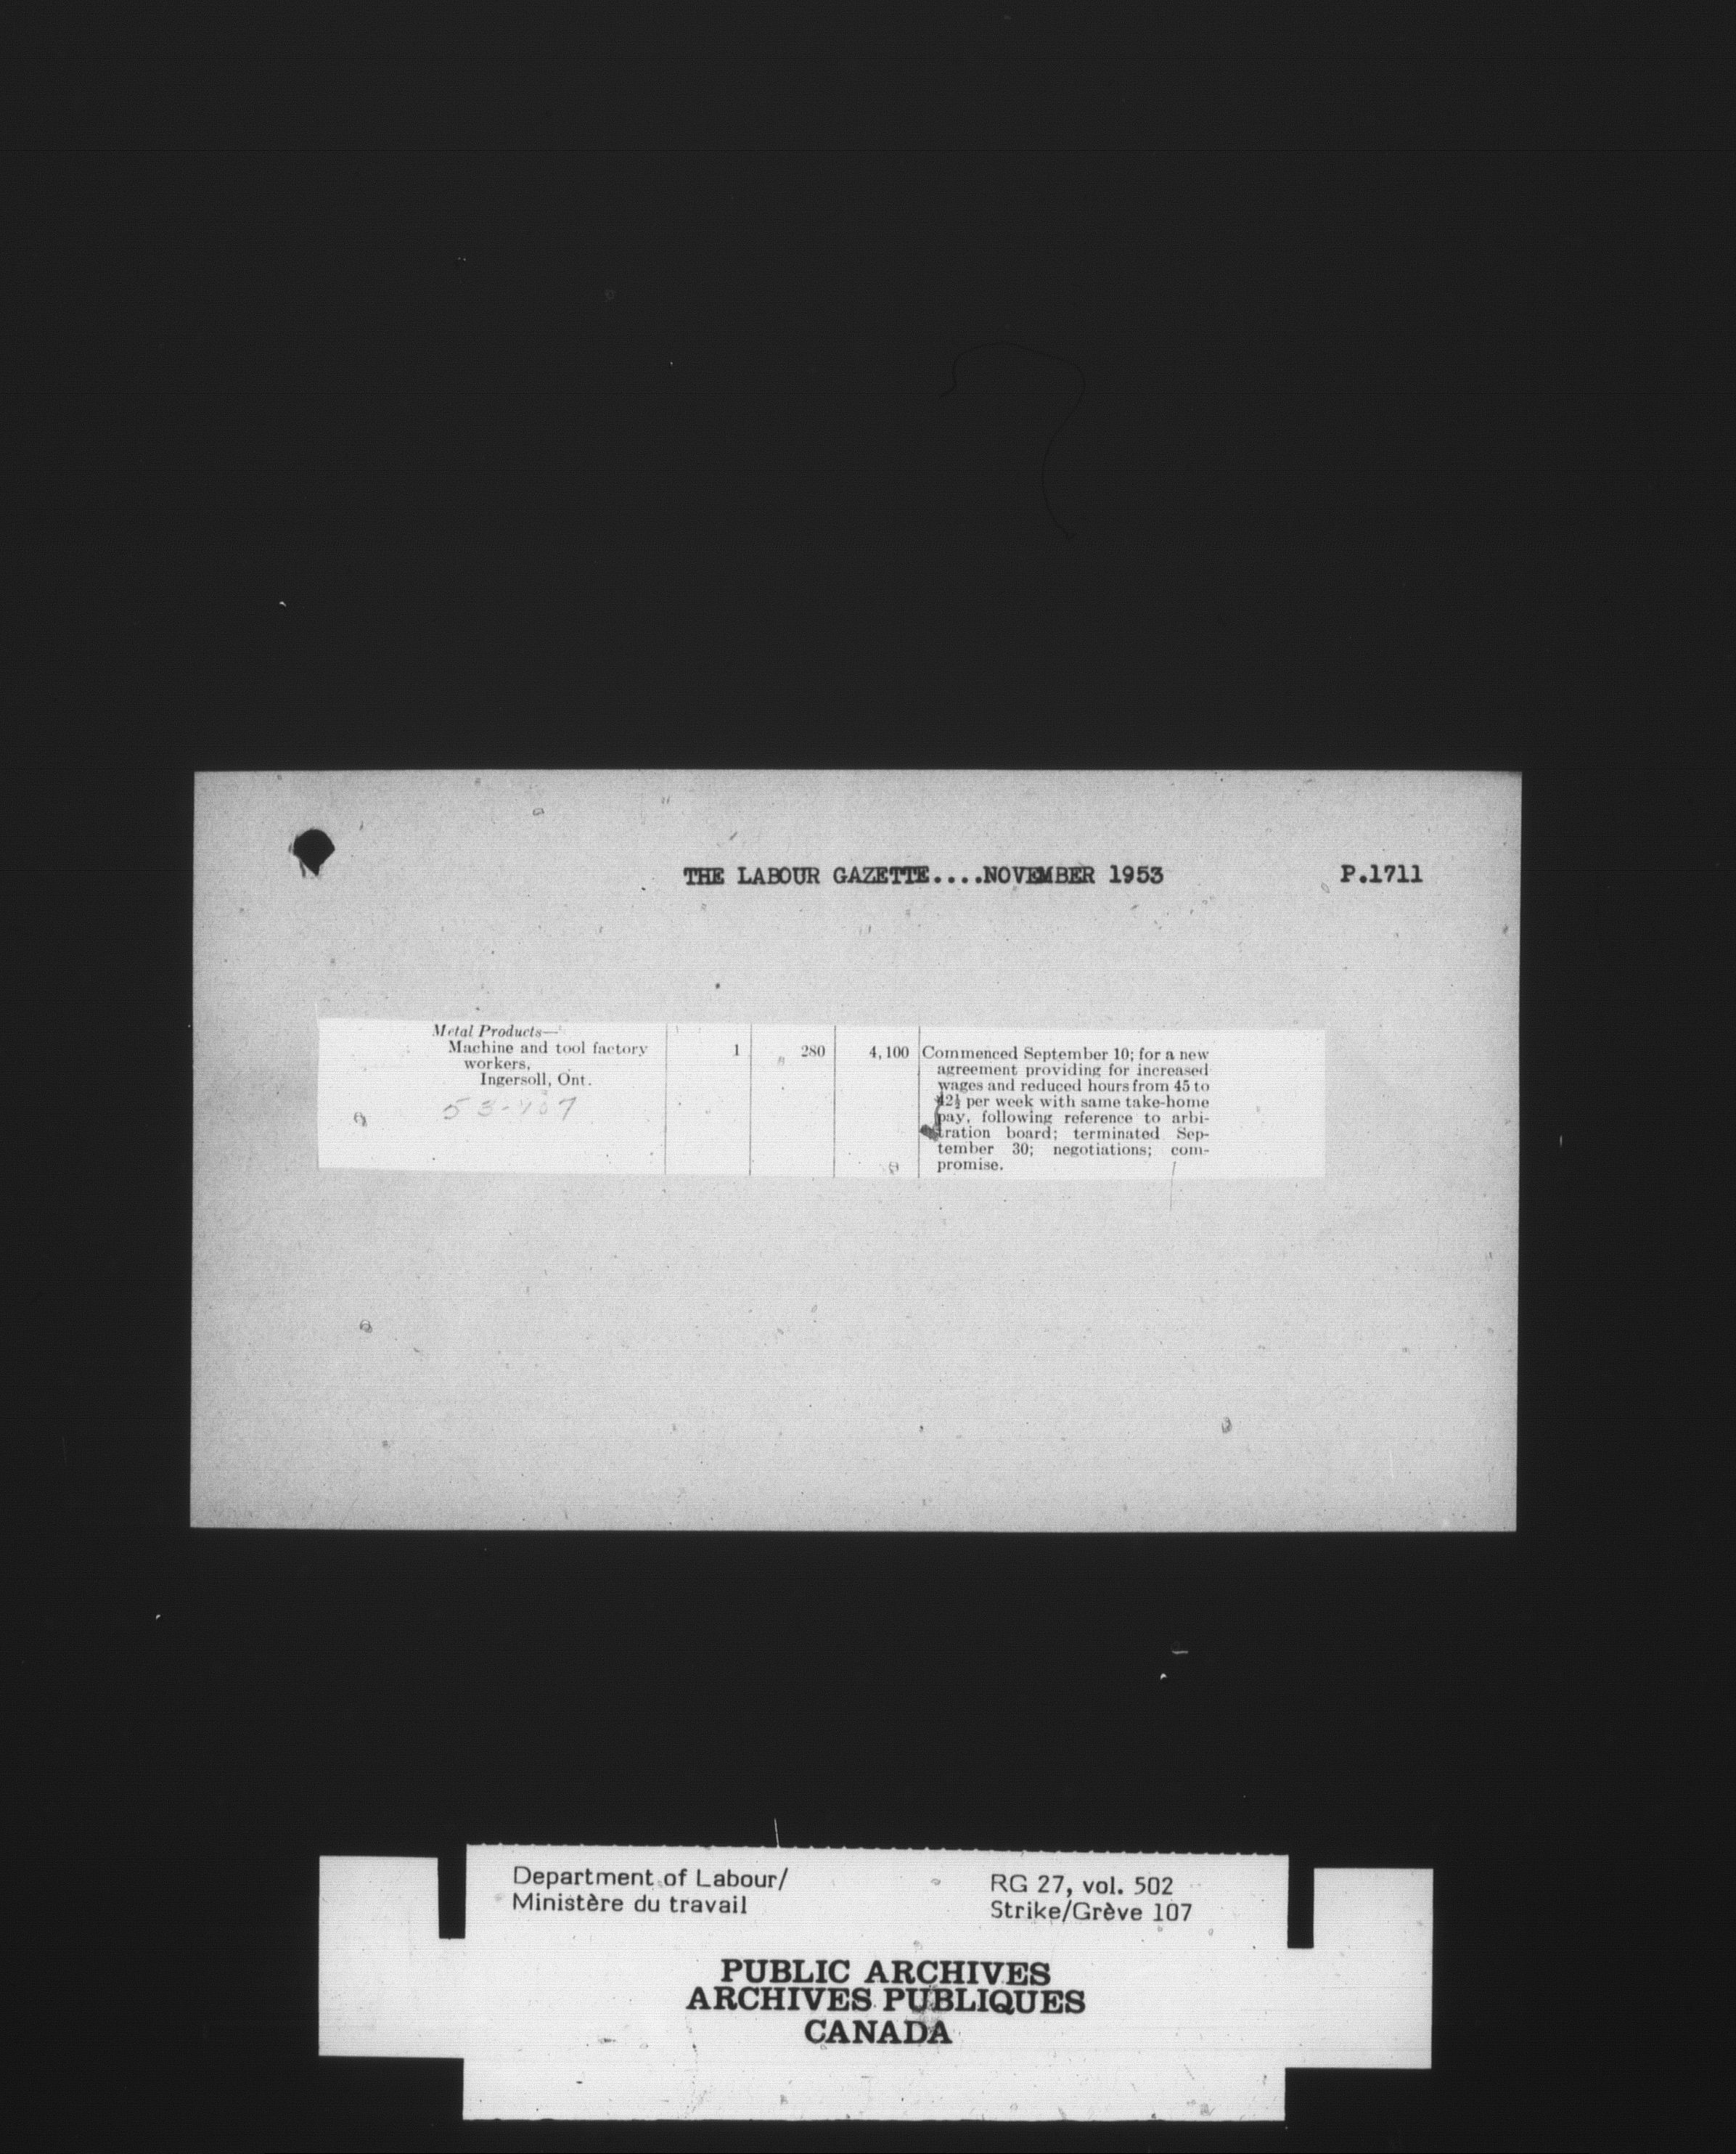 THE LABOUR GAZETTE....NOVEMBER 1953 P.1711
Metal Products—
Machine and tool factory
workers,
Ingersoll, Ont.
1 280 4,100
53-107
Commenced September 10; for a new
agreement providing for increased
wages and reduced hours from 45 to
42½ per week with same take-home
pay, following reference to arbi-
tration board; terminated Sep-
tember 30; negotiations; com-
promise.
Department of Labour/
Ministère du travail
RG 27, vol. 502
Strike/Grève 107
PUBLIC ARCHIVES
ARCHIVES PUBLIQUES
CANADA